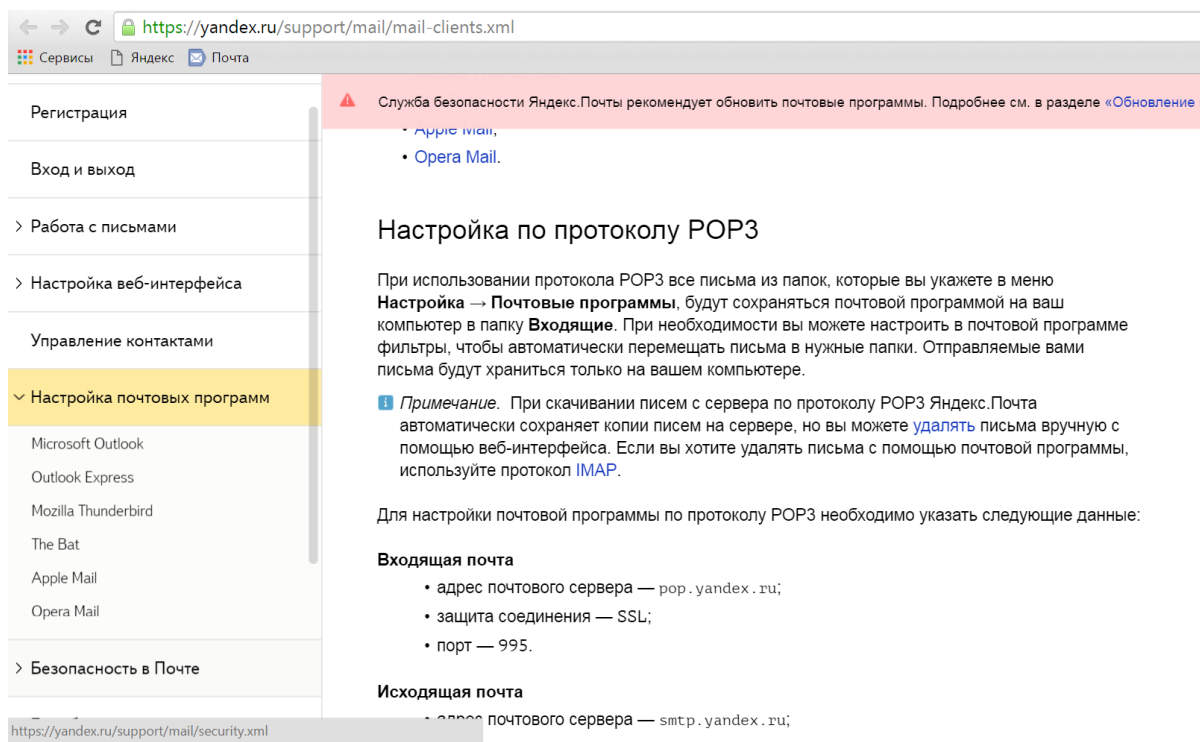 https://yandex.ru/support/mail/mail-clients.xml
Сервисы Яндекс Почта
Служба безопасности Яндекс.Почты рекомендует обновить почтовые программы. Подробнее см. в разделе «Обновление
Регистрация
Вход и выход
Работа с письмами
Настройка веб-интерфейса
Управление контактами
Настройка почтовых программ
Microsoft Outlook
Outlook Express
Mozilla Thunderbird
The Bat
Apple Mail
Opera Mail
Безопасность в Почте
https://yandex.ru/support/mail/security.xml
• Apple Mail;
• Opera Mail.
Настройка по протоколу POP3
При использовании протокола POP3 все письма из папок, которые вы укажете в меню
Настройка → Почтовые программы, будут сохраняться почтовой программой на ваш
компьютер в папку Входящие. При необходимости вы можете настроить в почтовой программе
фильтры, чтобы автоматически перемещать письма в нужные папки. Отправляемые вами
письма будут храниться только на вашем компьютере.
Примечание. При скачивании писем с сервера по протоколу POP3 Яндекс.Почта
автоматически сохраняет копии писем на сервере, но вы можете удалять письма вручную с
помощью веб-интерфейса. Если вы хотите удалять письма с помощью почтовой программы,
используйте протокол IMAP.
Для настройки почтовой программы по протоколу POP3 необходимо указать следующие данные:
Входящая почта
• адрес почтового сервера — pop.yandex.ru;
• защита соединения — SSL;
• порт — 995.
Исходящая почта
• адрес почтового сервера — smtp.yandex.ru;